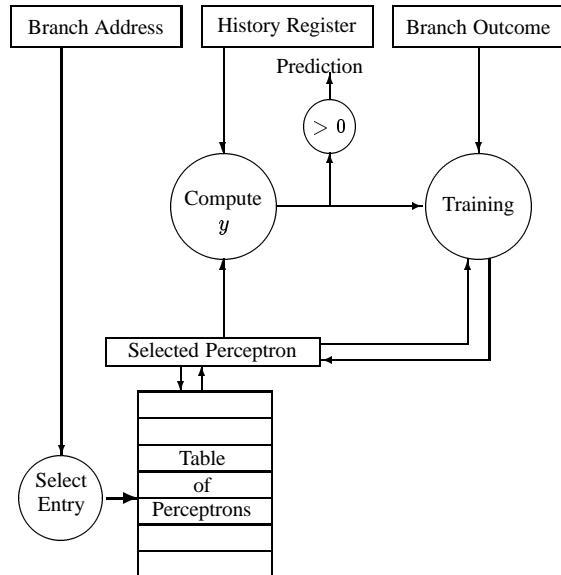 Branch Address
History Register
Branch Outcome
Prediction
> 0
Compute
y
Training
Selected Perceptron
Table
of
Perceptrons
Select
Entry